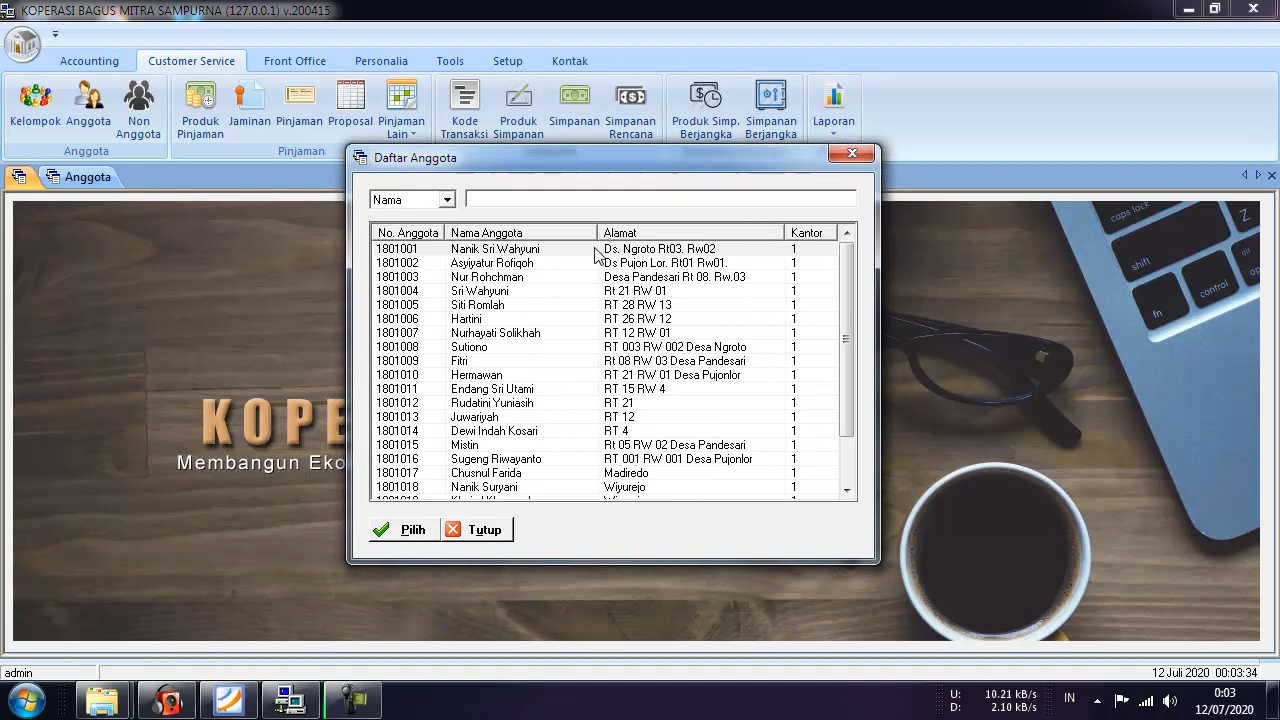 KOPERASI BAGUS MITRA SAMPURNA (127.0.0.1) v.200415
Accounting Customer Service Front Office Personalia Tools Setup Kontak
Kelompok Anggota Non Anggota Produk Pinjaman Jaminan Pinjaman Proposal Pinjaman Lain Kode Transaksi Produk Simpanan Simpanan Simpanan Rencana Produk Simp. Berjangka Simpanan Berjangka Laporan
Anggota Pinjaman
Anggota
Daftar Anggota
Nama
No. Anggota Nama Anggota Alamat Kantor
1801001 Nanik Sri Wahyuni Ds. Ngroto Rt03. Rw02 1
1801002 Asyiyatur Rofiqoh Ds Pujon Lor. Rt01 Rw01. 1
1801003 Nur Rohchman Desa Pandesari Rt 08. Rw.03 1
1801004 Sri Wahyuni Rt 21 RW 01 1
1801005 Siti Romlah RT 28 RW 13 1
1801006 Hartini RT 26 RW 12 1
1801007 Nurhayati Solikhah RT 12 RW 01 1
1801008 Sutiono RT 003 RW 002 Desa Ngroto 1
1801009 Fitri Rt 08 RW 03 Desa Pandesari 1
1801010 Hermawan RT 21 RW 01 Desa Pujonlor 1
1801011 Endang Sri Utami RT 15 RW 4 1
1801012 Rudatini Yuniasih RT 21 1
1801013 Juwariyah RT 12 1
1801014 Dewi Indah Kosari RT 4 1
1801015 Mistin Rt 05 RW 02 Desa Pandesari 1
1801016 Sugeng Riwayanto RT 001 RW 001 Desa Pujonlor 1
1801017 Chusnul Farida Madiredo 1
1801018 Nanik Suryani Wiyurejo 1
Pilih Tutup
KOPE
Membangun Eko
caps lock
Z
shift
control
fn
admin 12 Juli 2020 00:03:34
U: 10.21 kB/s
D: 2.10 kB/s
IN
0:03
12/07/2020